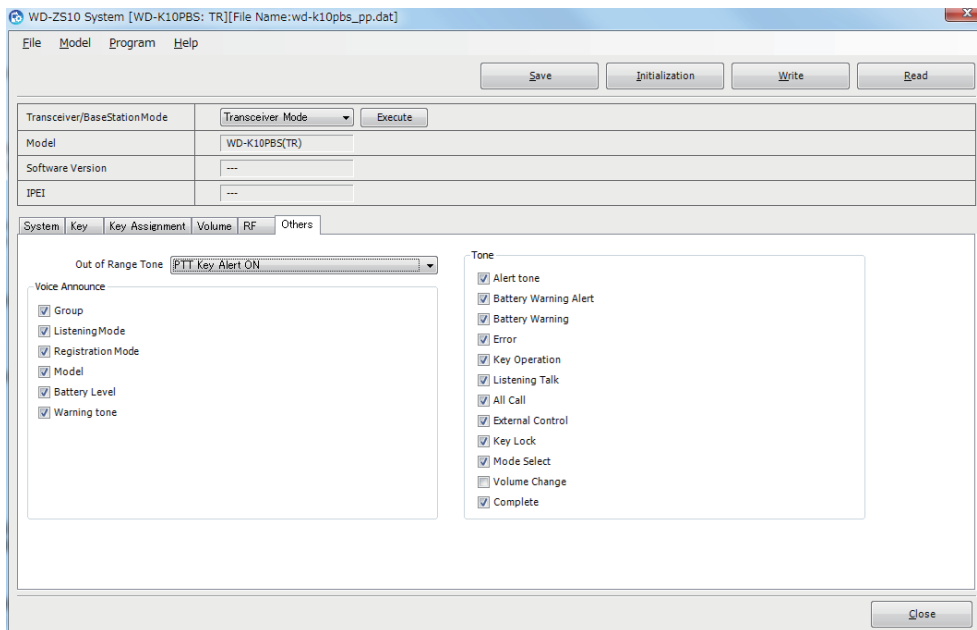 WD-ZS10 System [WD-K10PBS: TR][File Name:wd-k10pbs_pp.dat]
File Model Program Help
Save Initialization Write Read
Transceiver/BaseStationMode Transceiver Mode Execute
Model WD-K10PBS(TR)
Software Version ---
IPEI ---
System Key Key Assignment Volume RF Others
Out of Range Tone PTT Key Alert ON
Voice Announce
Group
ListeningMode
Registration Mode
Model
Battery Level
Warning tone
Tone
Alert tone
Battery Warning Alert
Battery Warning
Error
Key Operation
Listening Talk
All Call
External Control
Key Lock
Mode Select
Volume Change
Complete
Close